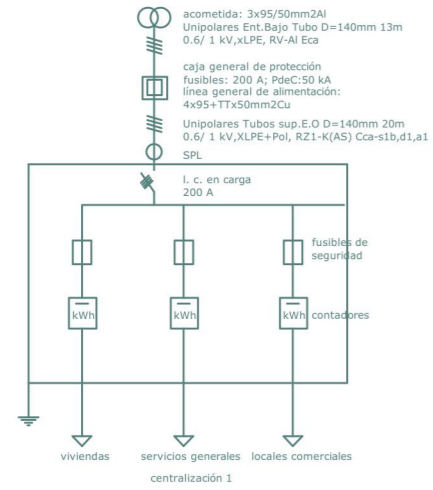 acometida: 3x95/50mm2Al
Unipolares Ent.Bajo Tubo D=140mm 13m
0.6/ 1 kV,xLPE, RV-Al Eca
caja general de protección
fusibles: 200 A; PdeC:50 kA
línea general de alimentación:
4x95+TTx50mm2Cu
Unipolares Tubos sup.E.O D=140mm 20m
0.6/ 1 kV,XLPE+Pol, RZ1-K(AS) Cca-s1b,d1,a1
SPL
I. c. en carga
200 A
fusibles de
seguridad
kWh kWh kWh contadores
viviendas servicios generales locales comerciales
centralización 1